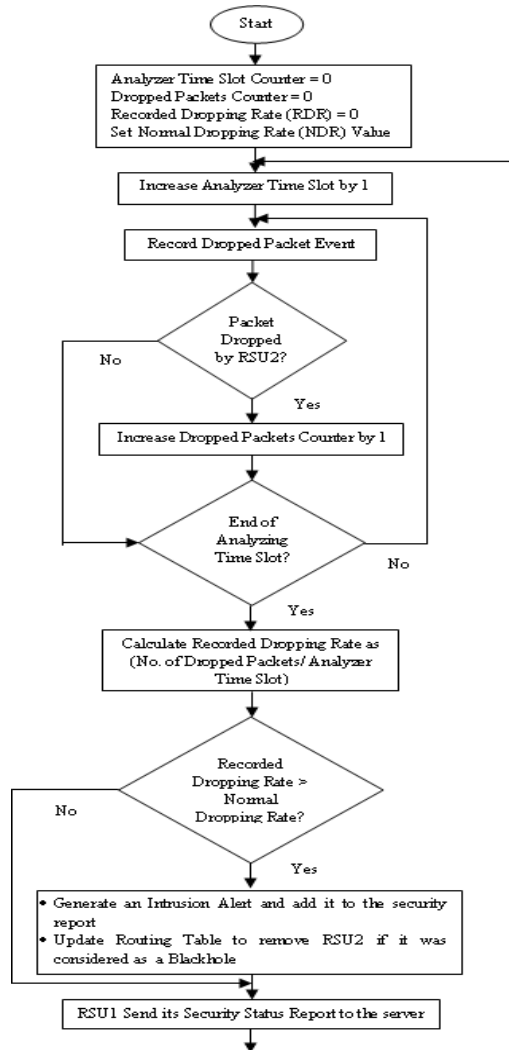 Start
Analyzer Time Slot Counter = 0
Dropped Packets Counter = 0
Recorded Dropping Rate (RDR) = 0
Set Normal Dropping Rate (NDR) Value
Increase Analyzer Time Slot by 1
Record Dropped Packet Event
Packet
Dropped
by RSU2?
No
Yes
Increase Dropped Packets Counter by 1
End of
Analyzing
Time Slot?
No
Yes
Calculate Recorded Dropping Rate as
(No. of Dropped Packets/ Analyzer
Time Slot)
Recorded
Dropping Rate >
Normal
Dropping Rate?
No
Yes
• Generate an Intrusion Alert and add it to the security
report
• Update Routing Table to remove RSU2 if it was
considered as a Blackhole
RSU1 Send its Security Status Report to the server